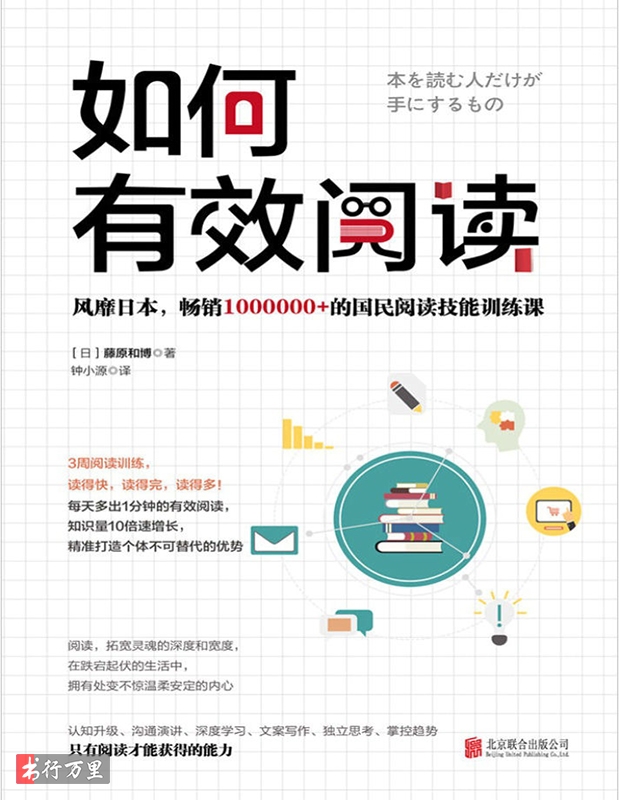 如何
有效阅读
本を読む人だけが
手にするもの
风靡日本，畅销1000000+的国民阅读技能训练课
［日］藤原和博◎著
钟小源◎译
3周阅读训练，
读得快，读得完，读得多！
每天多出1分钟的有效阅读，
知识量10倍速增长，
精准打造个体不可替代的优势
阅读，拓宽灵魂的深度和宽度，
在跌宕起伏的生活中，
拥有处变不惊温柔安定的内心
认知升级、沟通演讲、深度学习、文案写作、独立思考、掌控趋势
只有阅读才能获得的能力
北京联合出版公司
Beijing United Publishing Co.,Ltd.
书行万里